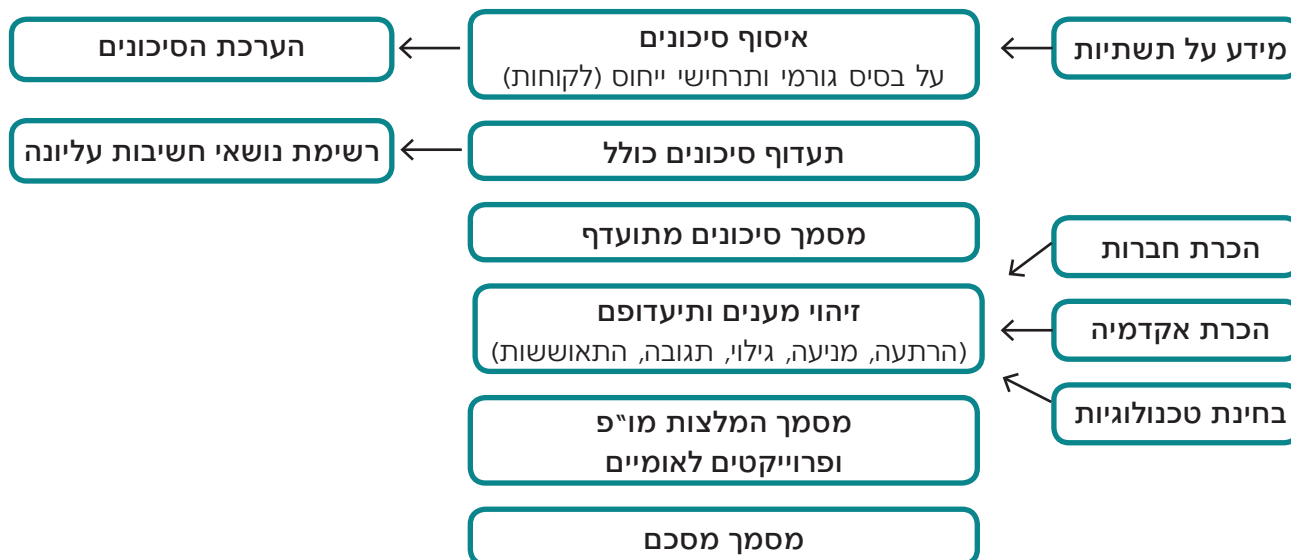 מידע על תשתיות
איסוף סיכונים
על בסיס גורמי ותרחישי ייחוס (לקוחות)
הערכת הסיכונים
תעדוף סיכונים כולל
רשימת נושאי חשיבות עליונה
מסמך סיכונים מתועדף
הכרת חברות
זיהוי מענים ותיעדופם
(הרתעה, מניעה, גילוי, תגובה, התאוששות)
הכרת אקדמיה
בחינת טכנולוגיות
מסמך המלצות מו"פ
ופרוייקטים לאומיים
מסמך מסכם